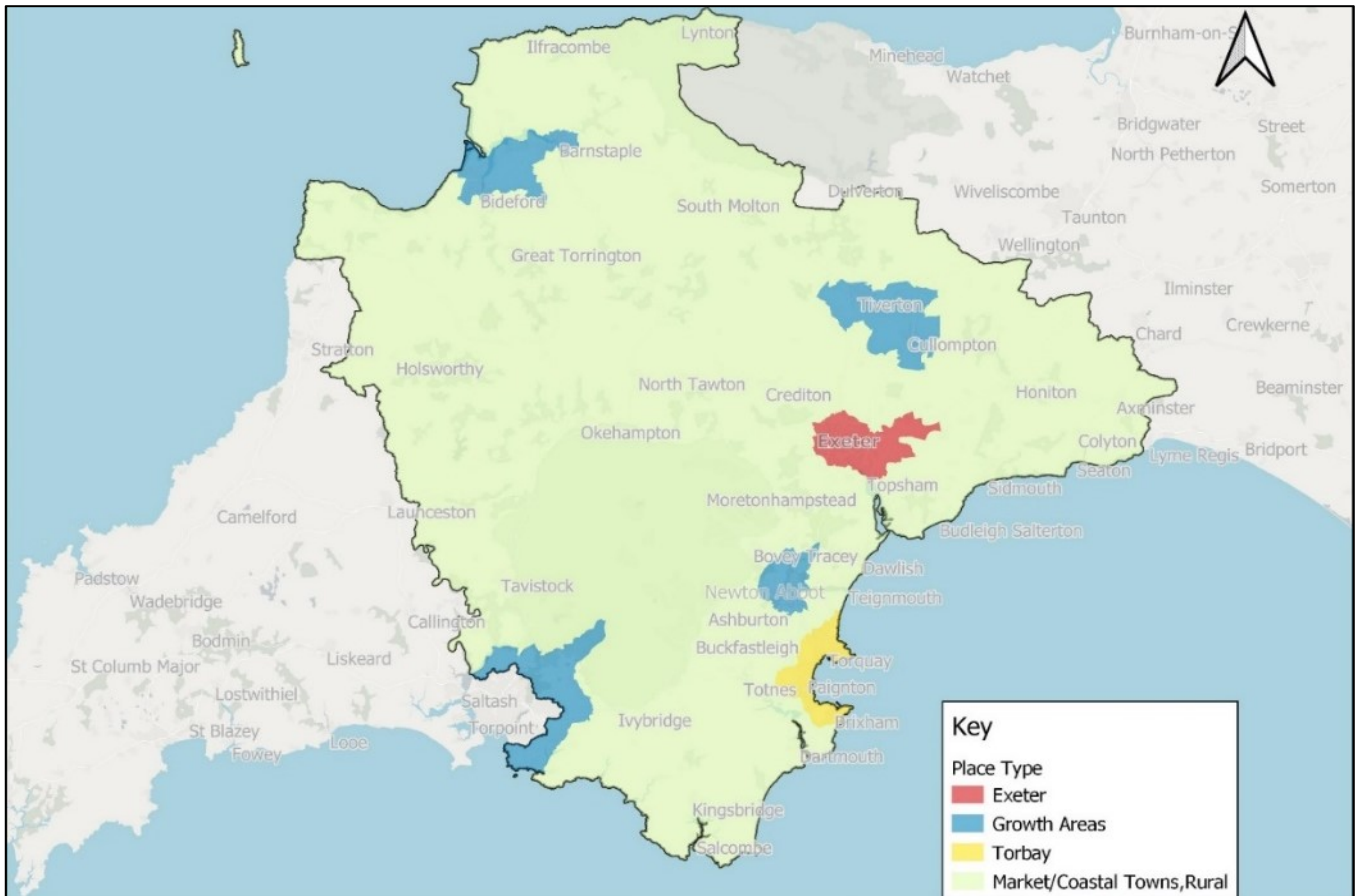 Burnham-on-S
Lynton
Ilfracombe
Minehead
Watchet
Bridgwater
Street
Barnstaple
North Petherton
Dulverton
Wiveliscombe
Somerton
Bideford
South Molton
Taunton
Wellington
Great Torrington
Ilminster
Tiverton
Crewkerne
Chard
Cullompton
Stratton
Holsworthy
North Tawton
Crediton
Honiton
Beaminster
Axminster
Okehampton
Exeter
Colyton
Lyme Regis
Bridport
Seaton
Topsham
Sidmouth
Moretonhampstead
Launceston
Camelford
Budleigh Salterton
Bovey Tracey
Dawlish
Padstow
Tavistock
Newton Abbot
Teignmouth
Wadebridge
Callington
Ashburton
Bodmin
Buckfastleigh
Liskeard
Torquay
St Columb Major
Lostwithiel
Totnes
Paignton
Saltash
Ivybridge
Brixham
Torpoint
St Blazey
Looe
Fowey
Dartmouth
Kingsbridge
Salcombe
Key
Place Type
Exeter
Growth Areas
Torbay
Market/Coastal Towns,Rural